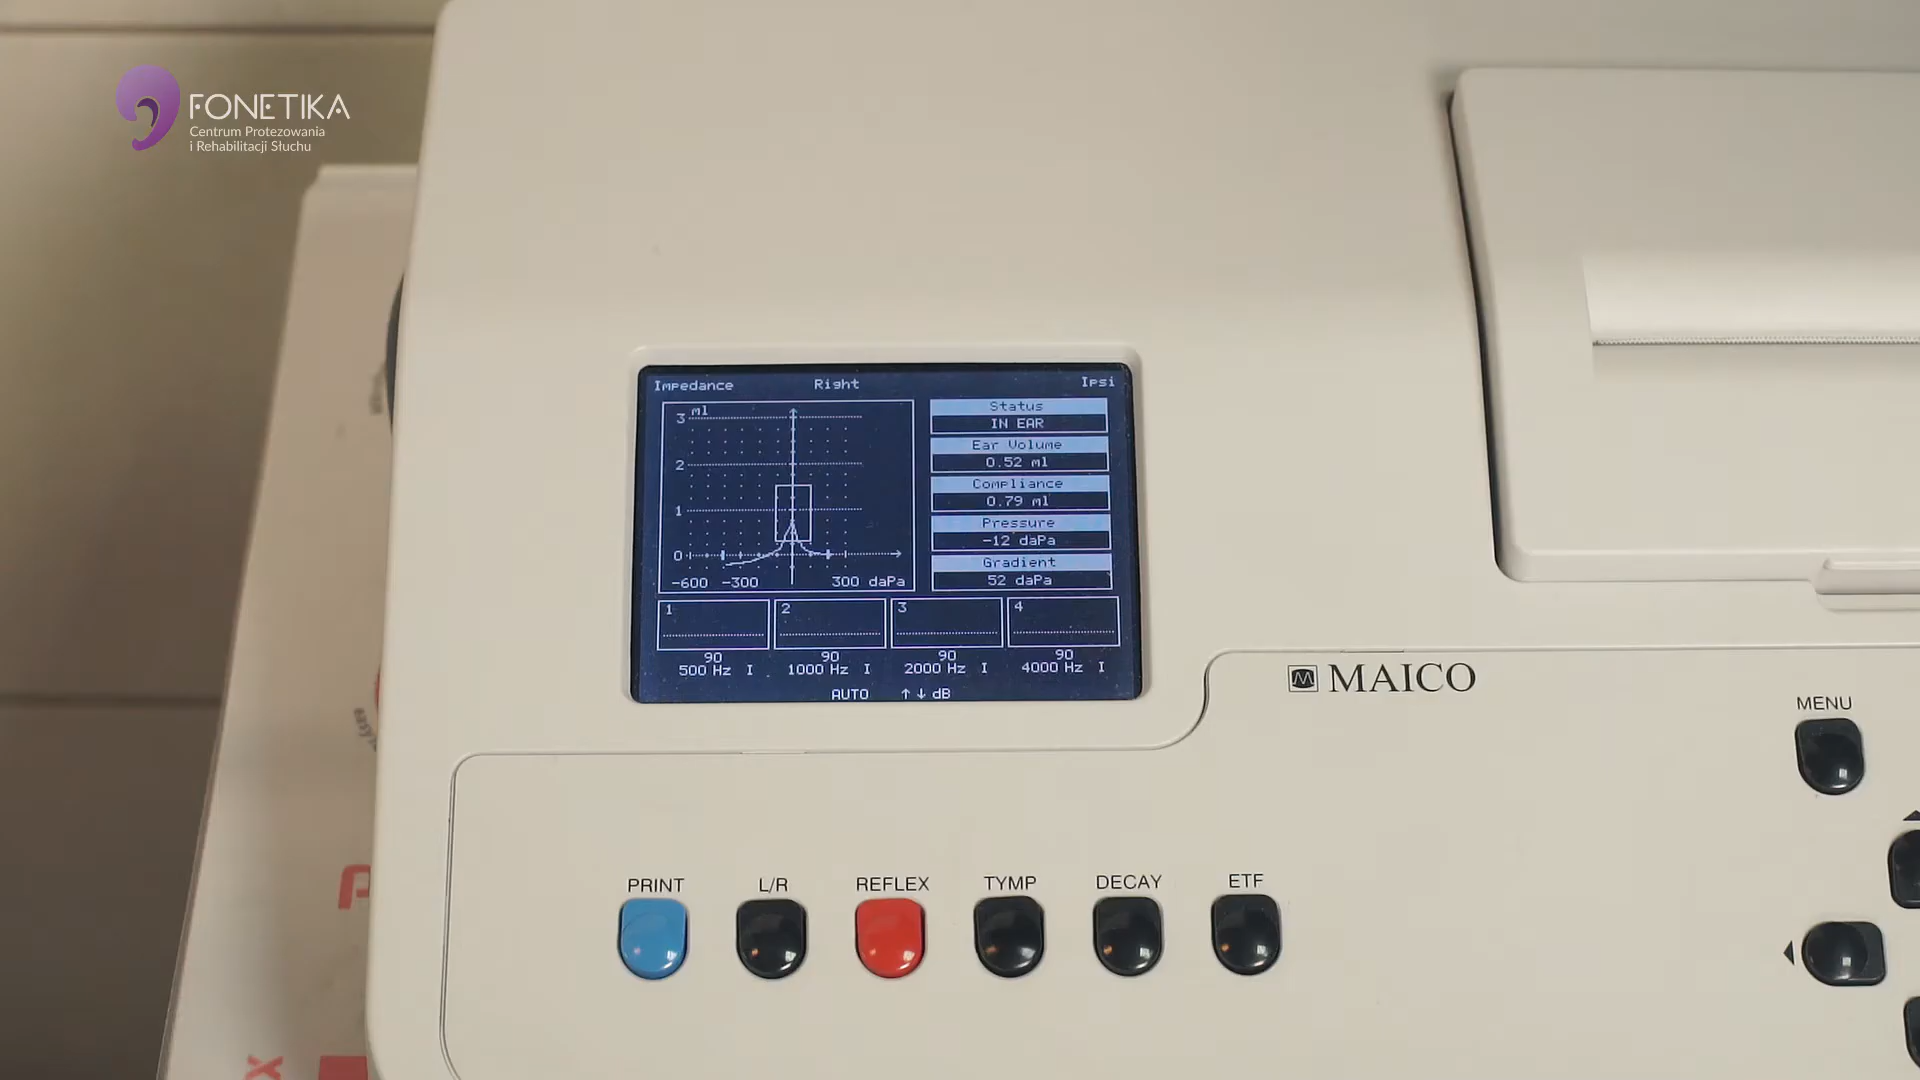 FONETIKA
Centrum Protezowania
i Rehabilitacji Słuchu
Impedance Right Ipsi
ml
3
2
1
0
-600 -300 300 daPa
Status
IN EAR
Ear Volume
0.52 ml
Compliance
0.79 ml
Pressure
-12 daPa
Gradient
52 daPa
1 2 3 4
90 90 90 90
500 Hz I 1000 Hz I 2000 Hz I 4000 Hz I
AUTO ↑↓ dB
MAICO
MENU
PRINT L/R REFLEX TYMP DECAY ETF